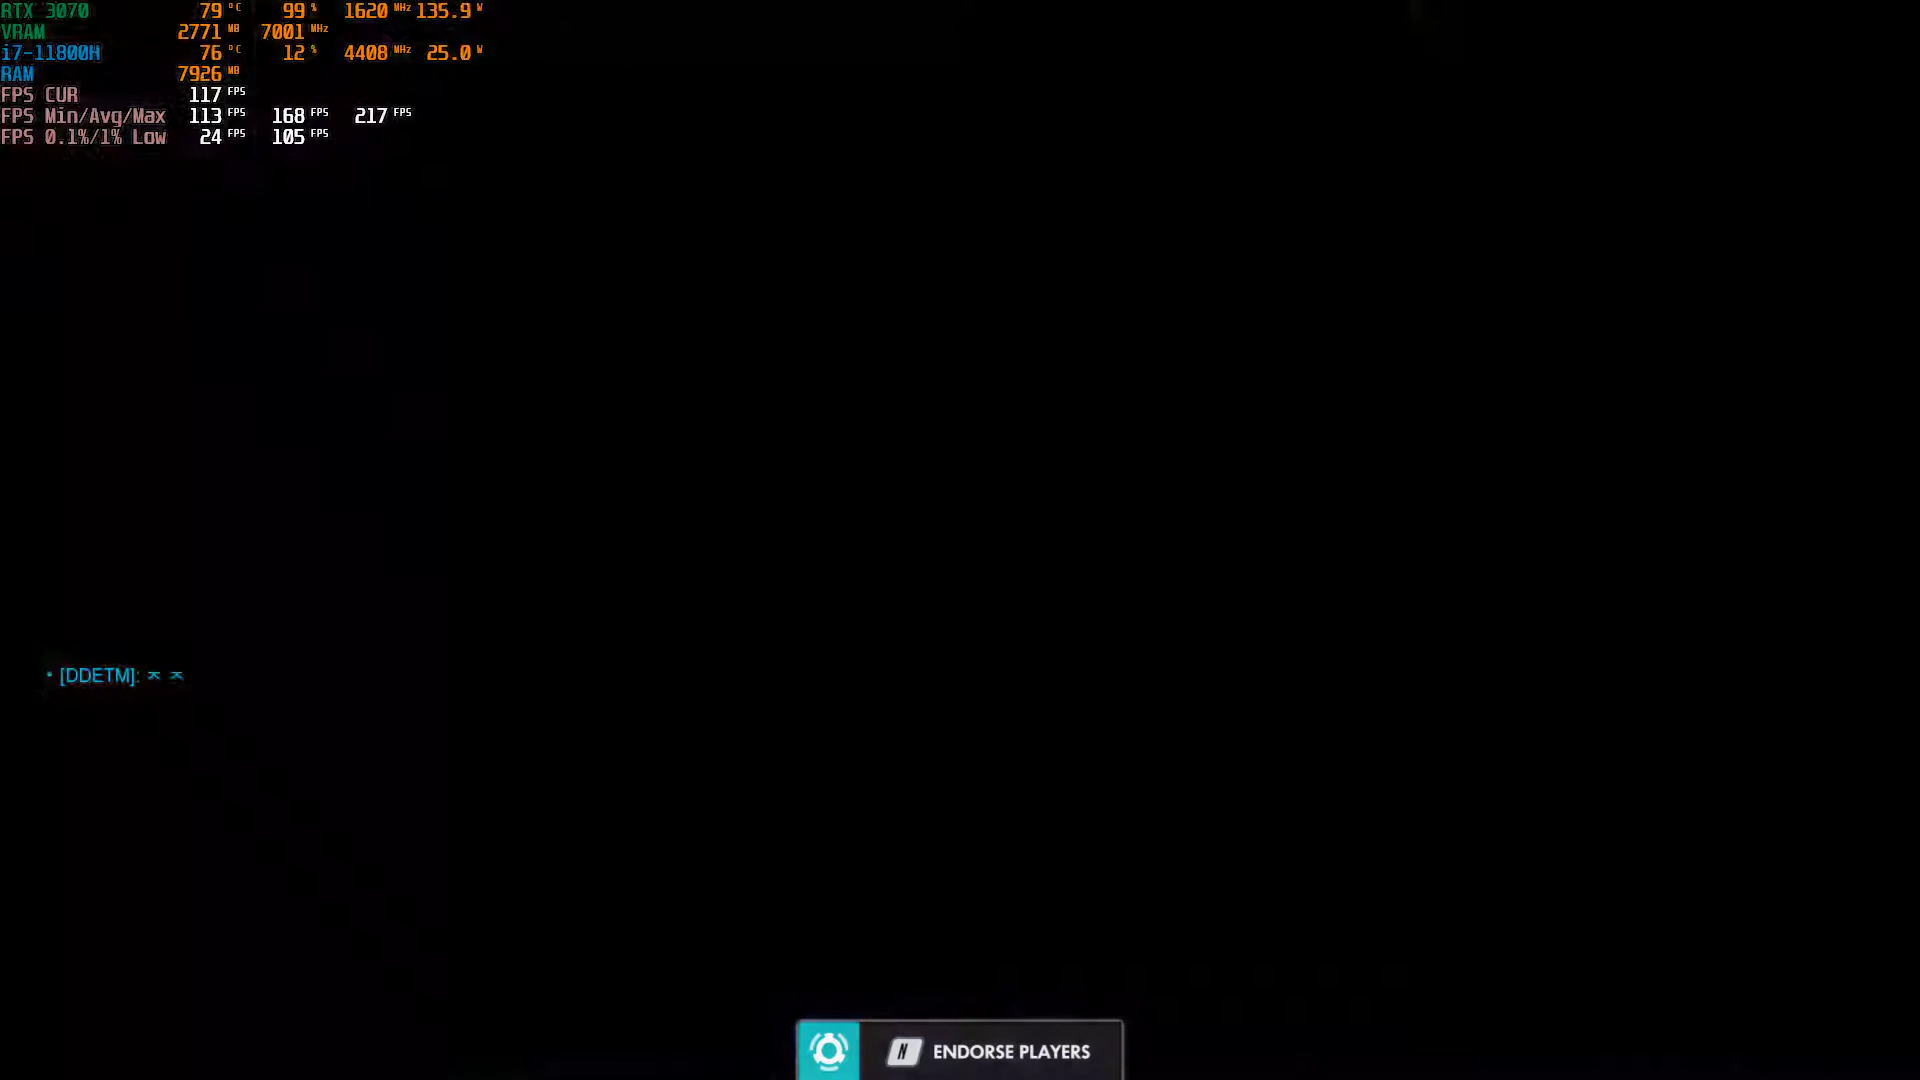 RTX 3070 79 °C 99 % 1620 MHz 135.9 W
VRAM 2771 MB 7001 MHz
i7-11800H 76 °C 12 % 4408 MHz 25.0 W
RAM 7926 MB
FPS CUR 117 FPS
FPS Min/Avg/Max 113 FPS 168 FPS 217 FPS
FPS 0.1%/1% Low 24 FPS 105 FPS
• [DDETM]: ㅈ ㅈ
N ENDORSE PLAYERS